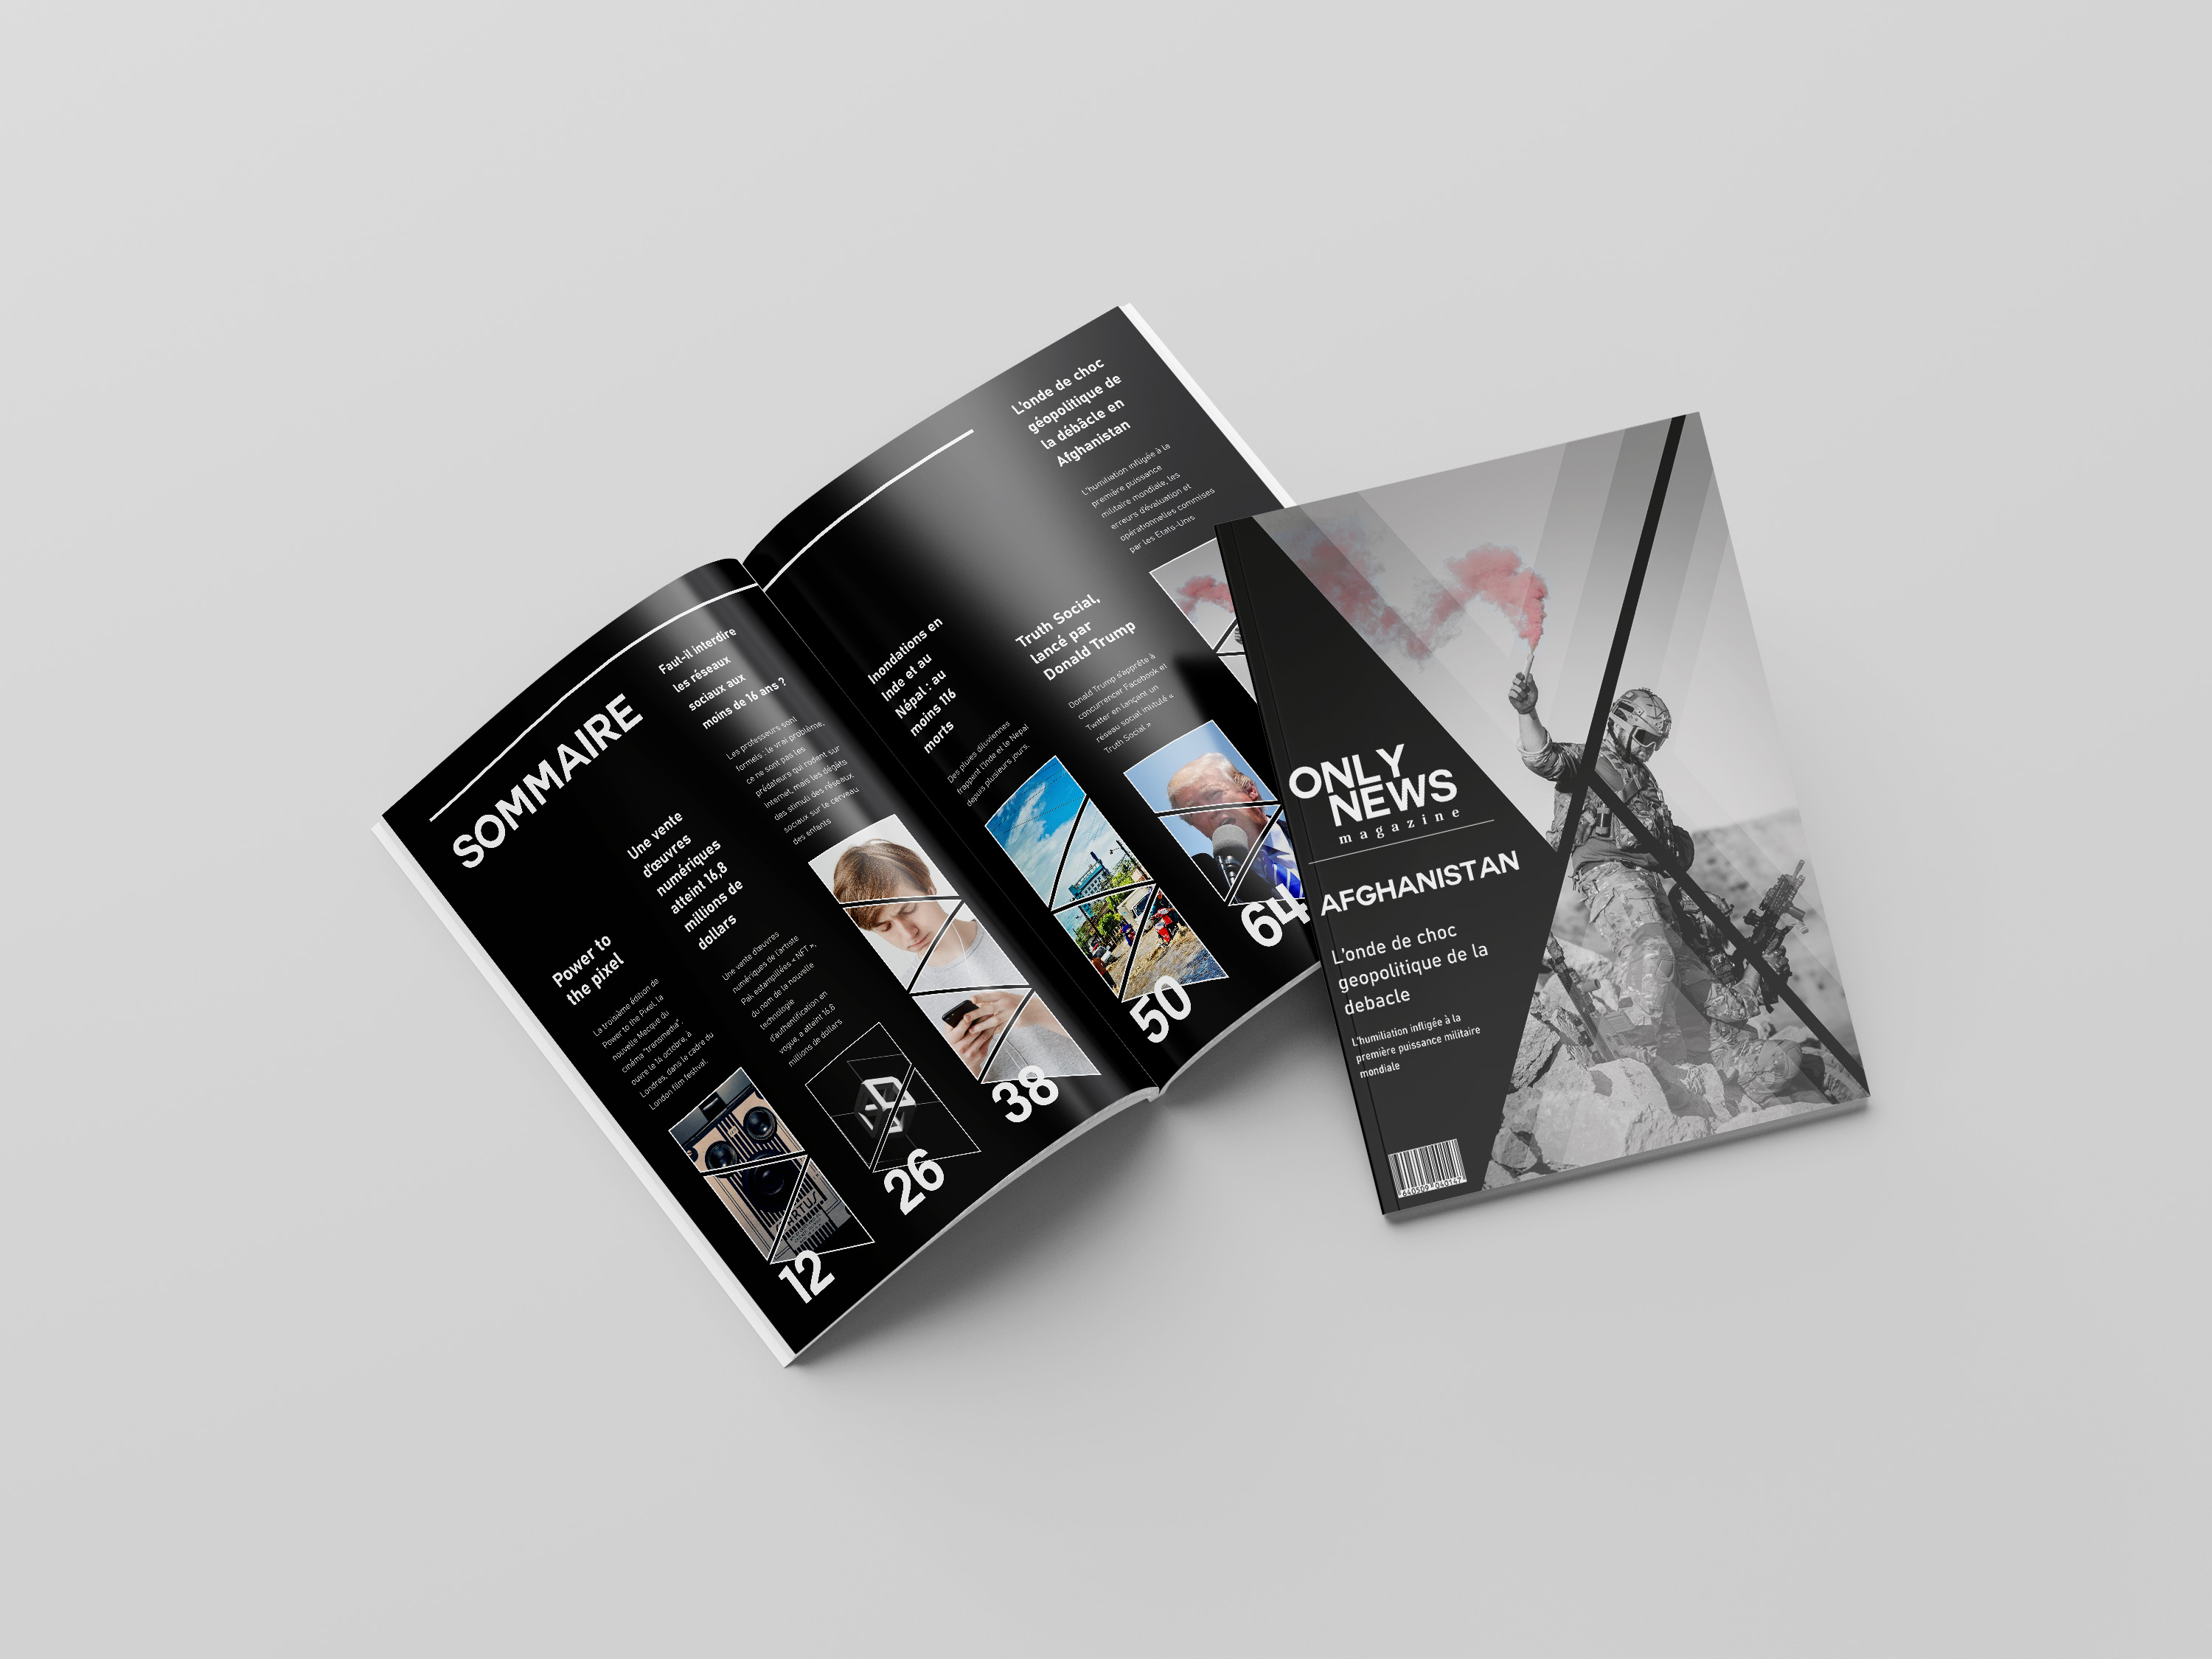 SOMMAIRE
Power to
the pixel
La troisième édition de
Power to the Pixel, la
nouvelle Mecque du
cinéma "transmedia",
ouvre le 14 octobre, à
Londres, dans le cadre du
London film festival.
12
Une vente
d'œuvres
numériques
atteint 16,8
millions de
dollars
Une vente d'œuvres
numériques de l'artiste
Pak estampillées « NFT »,
du nom de la nouvelle
technologie
d'authentification en
vogue, a atteint 16,8
millions de dollars
26
Faut-il interdire
les réseaux
sociaux aux
moins de 16 ans ?
Les professeurs sont
formels : le vrai problème,
ce ne sont pas les
prédateurs qui rodent sur
Internet, mais les dégâts
des stimuli des réseaux
sociaux sur le cerveau
des enfants
38
Inondations en
Inde et au
Népal : au
moins 116
morts
Des pluies diluviennes
frappent l'Inde et le Népal
depuis plusieurs jours.
50
Truth Social,
lancé par
Donald Trump
Donald Trump s'apprête à
concurrencer Facebook et
Twitter en lançant un
réseau social intitulé «
Truth Social »
64
L'onde de choc
géopolitique de
la débâcle en
Afghanistan
L'humiliation infligée à la
première puissance
militaire mondiale, les
erreurs d'évaluation et
opérationnelles commises
par les Etats-Unis
ONLY
NEWS
magazine
AFGHANISTAN
L'onde de choc
geopolitique de la
debacle
L'humiliation infligée à la
première puissance militaire
mondiale
640509 040147